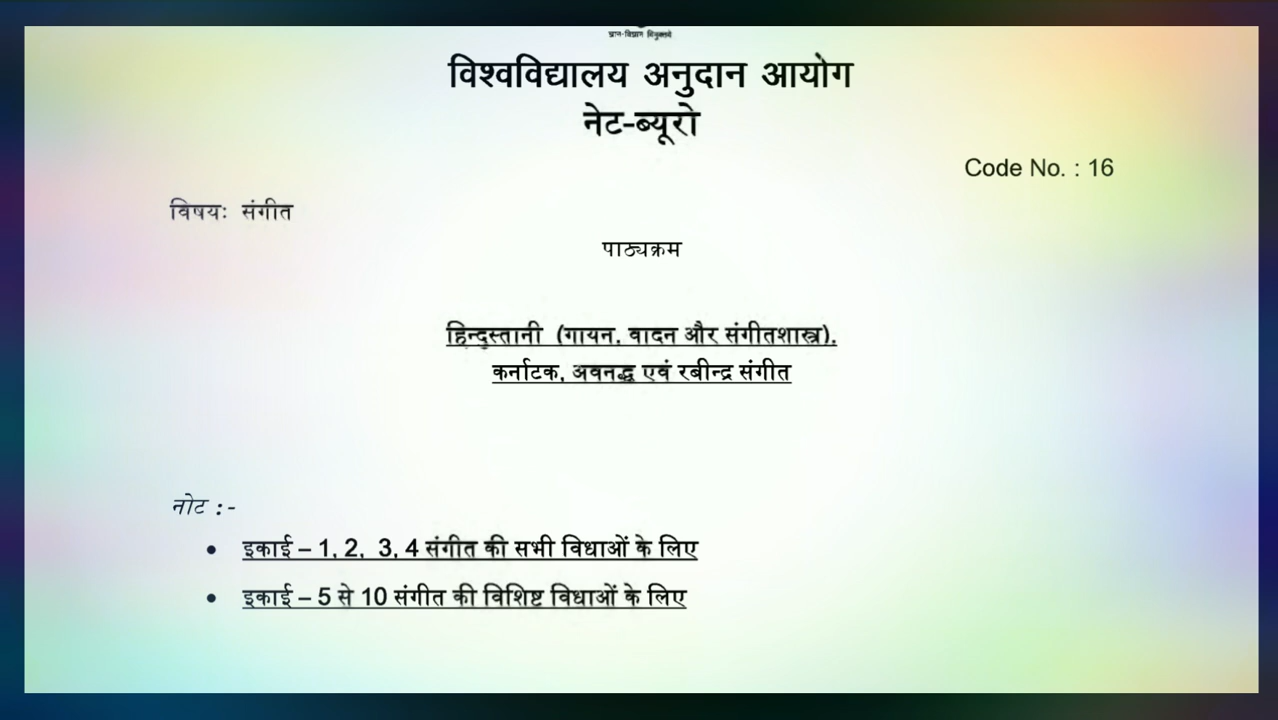 ज्ञान-विज्ञान विमुक्तये
विश्वविद्यालय अनुदान आयोग
नेट-ब्यूरो
Code No. : 16
विषयः संगीत
पाठ्यक्रम
हिन्दुस्तानी (गायन, वादन और संगीतशास्त्र),
कर्नाटक, अवनद्ध एवं रबीन्द्र संगीत
नोट :-
• इकाई – 1, 2, 3, 4 संगीत की सभी विधाओं के लिए
• इकाई – 5 से 10 संगीत की विशिष्ट विधाओं के लिए